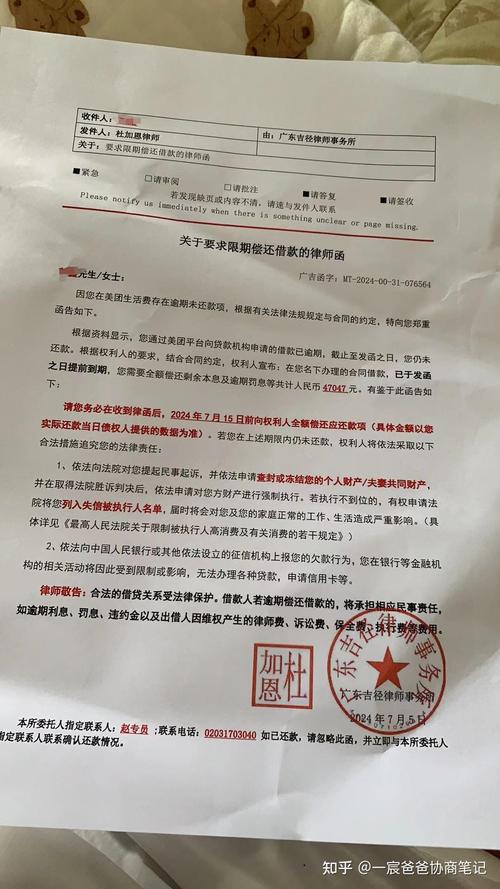 收件人：
发件人：杜加恩律师 由：广东吉径律师事务所
关于：要求限期偿还借款的律师函
■紧急 □请审阅 □请批注 ■请答复 ■请签收
若发现缺页或内容不清，请速与发件人联系
Please notify us immediately when there is something unclear or page missing.
关于要求限期偿还借款的律师函
广吉函字：MT-2024-00-31-076564
先生/女士：
因您在美团生活费存在逾期未还款项，根据有关法律法规规定与合同的约定，特向您郑重
函告如下。
根据资料显示，您通过美团平台向贷款机构申请的借款已逾期，截止至发函之日，您仍未
还款。根据权利人的要求，结合合同约定，权利人宣布：在您名下办理的合同借款，已于发函
之日提前到期，您需要全额偿还剩余本息及逾期罚息等共计人民币 47047 元。有鉴于此函告如
下：
请您务必在收到律函后，2024 年 7 月 15 日前向权利人全额偿还应还款项（具体金额以您
实际还款当日债权人提供的数据为准）。若您在上述期限内仍未还款，权利人将依法采取以下
合法措施追究您的法律责任：
1、依法向法院对您提起民事起诉，并依法申请查封或冻结您的个人财产/夫妻共同财产，
并在取得法院胜诉判决后，依法申请对您方财产进行强制执行。若执行不到位的，有权申请法
院将您列入失信被执行人名单，届时将会对您及您的家庭正常的工作、生活造成严重影响。（具
体详见《最高人民法院关于限制被执行人高消费及有关消费的若干规定》）
2、依法向中国人民银行或其他依法设立的征信机构上报您的欠款行为，您在银行等金融机
构的相关活动将因此受到限制或影响，无法办理各种贷款，申请信用卡等。
律师敬告：合法的借贷关系受法律保护。借款人若逾期偿还借款的，将承担相应民事责任，
如逾期利息、罚息、违约金以及出借人因维权产生的律师费、诉讼费、保全费、执行费等费用。
杜加恩
广东吉径律师事务所
广东吉径律师事务所
2024 年 7 月 5 日
本所受委托人指定联系人：赵专员；联系电话：02031703040 如已还款，请忽略此函，并立即与本所委托人
指定联系人联系确认还款情况。
知乎 @一宸爸爸协商笔记